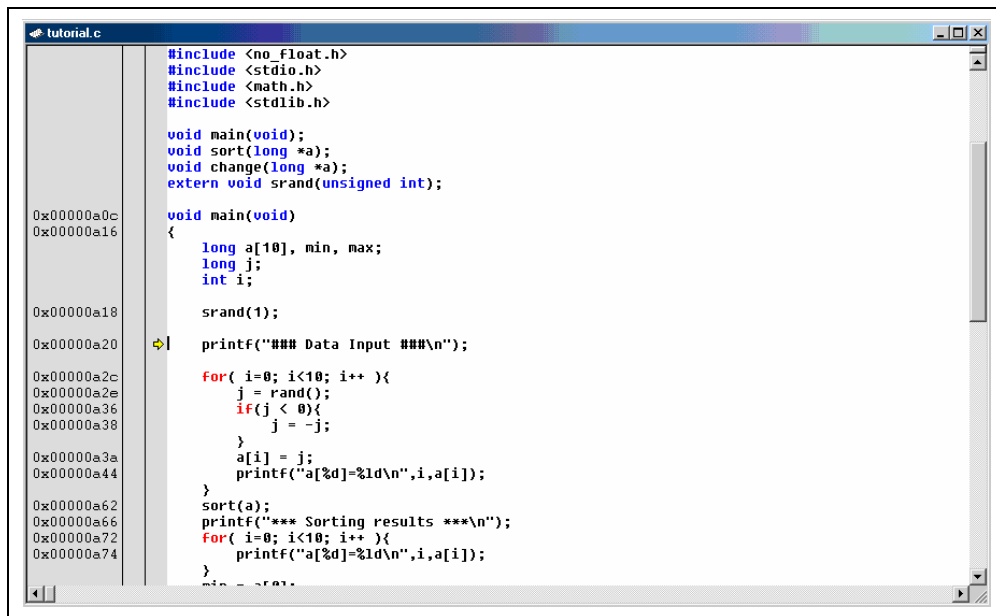 tutorial.c
#include <no_float.h>
#include <stdio.h>
#include <math.h>
#include <stdlib.h>
void main(void);
void sort(long *a);
void change(long *a);
extern void srand(unsigned int);
0x00000a0c void main(void)
0x00000a16 {
long a[10], min, max;
long j;
int i;
0x00000a18 srand(1);
0x00000a20 printf("### Data Input ###\n");
0x00000a2c for( i=0; i<10; i++ ){
0x00000a2e j = rand();
0x00000a36 if(j < 0){
0x00000a38 j = -j;
}
0x00000a3a a[i] = j;
0x00000a44 printf("a[%d]=%ld\n",i,a[i]);
}
0x00000a62 sort(a);
0x00000a66 printf("*** Sorting results ***\n");
0x00000a72 for( i=0; i<10; i++ ){
0x00000a74 printf("a[%d]=%ld\n",i,a[i]);
}
min = a[0];